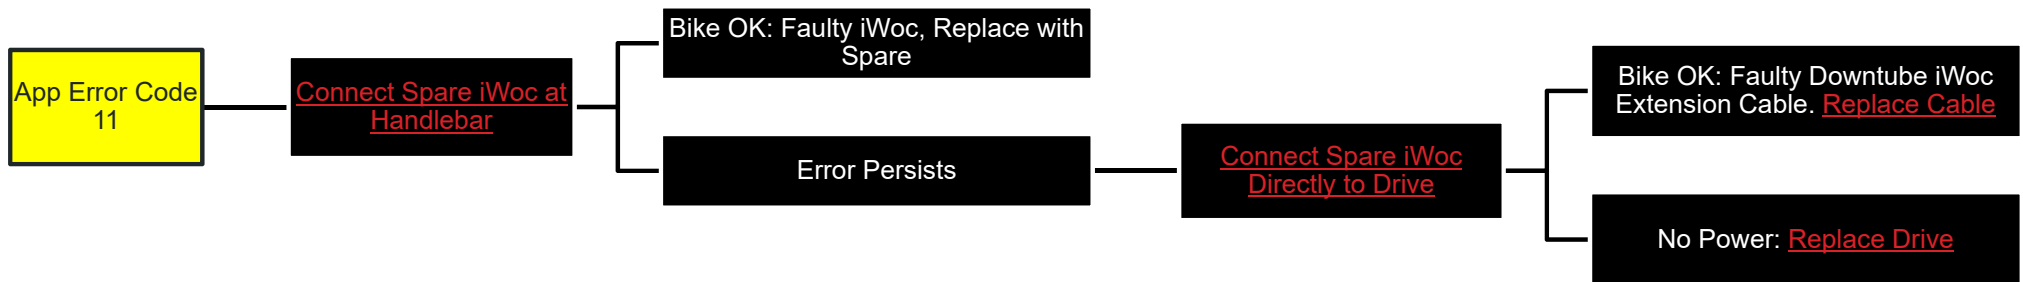 App Error Code
11
Connect Spare iWoc at
Handlebar
Bike OK: Faulty iWoc, Replace with
Spare
Error Persists
Connect Spare iWoc
Directly to Drive
Bike OK: Faulty Downtube iWoc
Extension Cable. Replace Cable
No Power: Replace Drive